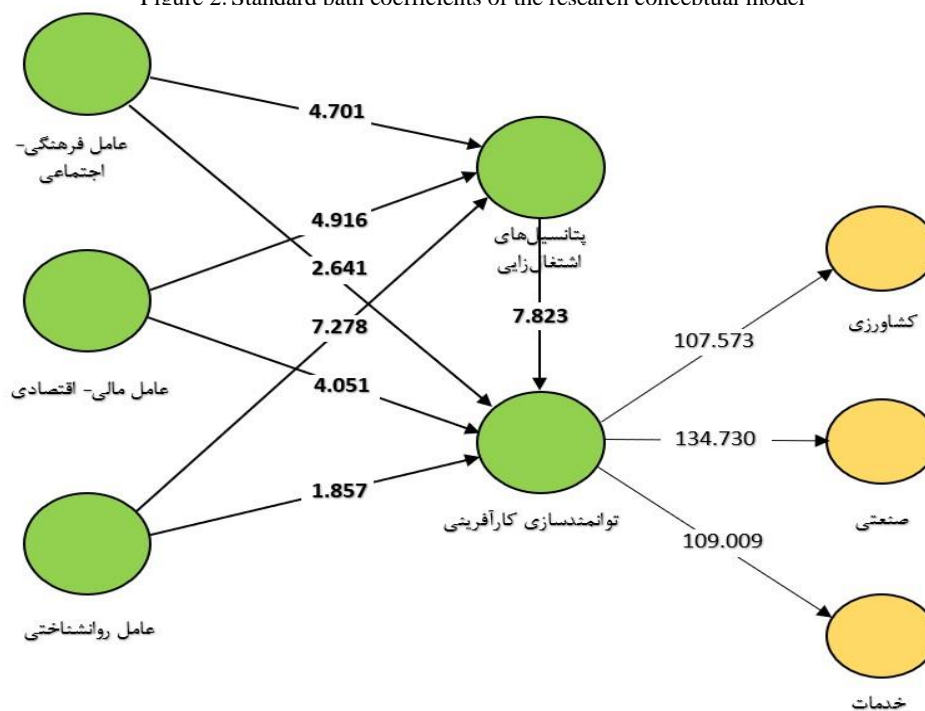 Figure 2. Standard path coefficients of the research conceptual model
4.701
عامل فرهنگی-
اجتماعی
4.916
پتانسیل‌های
اشتغال‌زایی
2.641
7.278
7.823
کشاورزی
107.573
عامل مالی- اقتصادی
4.051
134.730
1.857
توانمندسازی کارآفرینی
صنعتی
109.009
عامل روانشناختی
خدمات